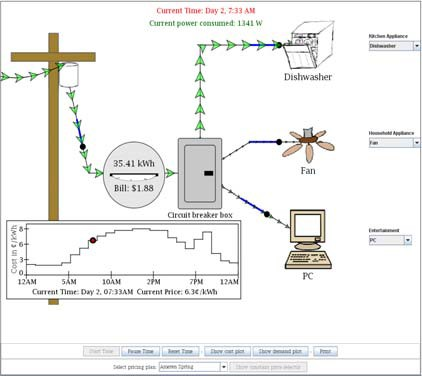 Current Time: Day 2, 7:33 AM
Current power consumed: 1341 W
Kitchen Appliance
Dishwasher
Dishwasher
Household Appliance
Fan
35.41 kWh
Bill: $1.88
Fan
Circuit breaker box
Entertainment
PC
PC
Cost in ¢/kWh
8
6
3
0
12AM 5AM 10AM 2PM 7PM 12AM
Current Time: Day 2, 07:33AM Current Price: 6.3¢/kWh
Start Time Pause Time Reset Time Show cost plot Show demand plot Print
Select pricing plan: Ameren Spring Show constant price selector